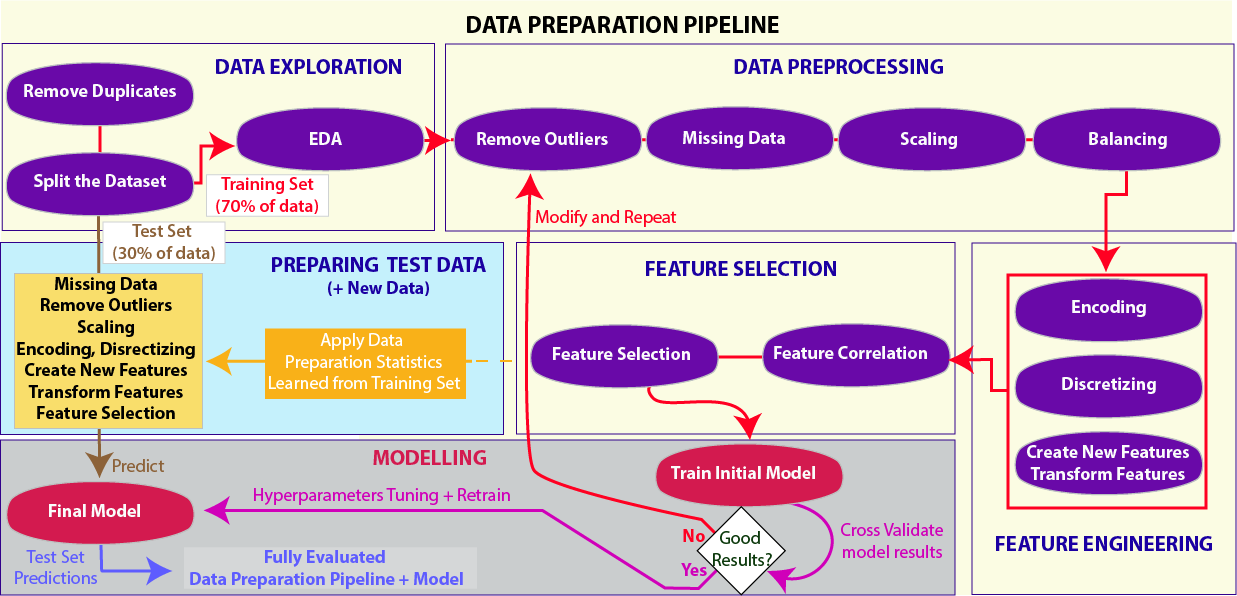 DATA PREPARATION PIPELINE
DATA EXPLORATION
Remove Duplicates
Split the Dataset
EDA
Training Set
(70% of data)
Test Set
(30% of data)
DATA PREPROCESSING
Remove Outliers
Missing Data
Scaling
Balancing
Modify and Repeat
PREPARING TEST DATA
(+ New Data)
Missing Data
Remove Outliers
Scaling
Encoding, Disrectizing
Create New Features
Transform Features
Feature Selection
Apply Data
Preparation Statistics
Learned from Training Set
FEATURE SELECTION
Feature Selection
Feature Correlation
Encoding
Discretizing
Create New Features
Transform Features
FEATURE ENGINEERING
MODELLING
Predict
Final Model
Hyperparameters Tuning + Retrain
Train Initial Model
No
Yes
Good
Results?
Cross Validate
model results
Test Set
Predictions
Fully Evaluated
Data Preparation Pipeline + Model